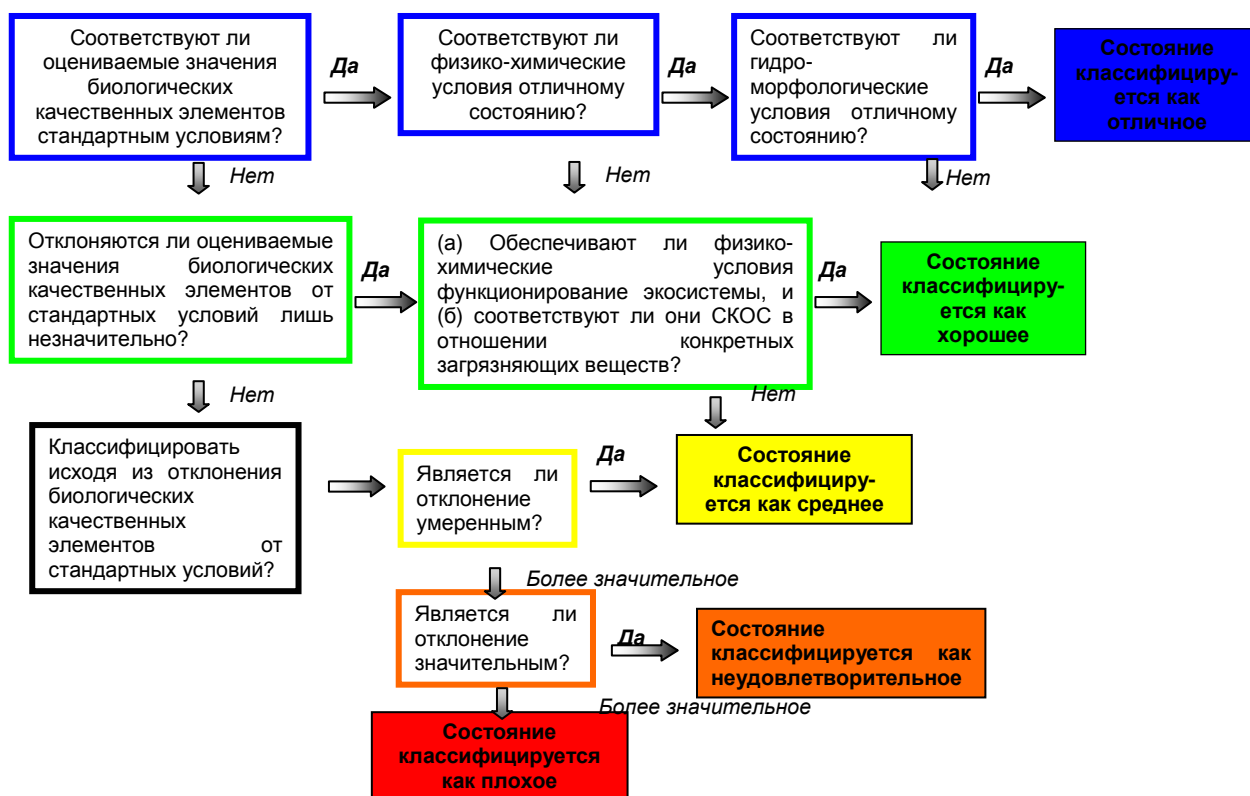 Соответствуют ли
оцениваемые значения
биологических
качественных элементов
стандартным условиям?
Да
Соответствуют ли
физико-химические
условия отличному
состоянию?
Да
Соответствуют ли
гидро-
морфологические
условия отличному
состоянию?
Да
Состояние
классифициру-
ется как
отличное
Нет
Нет
Нет
Отклоняются ли оцениваемые
значения биологических
качественных элементов от
стандартных условий лишь
незначительно?
Да
(а) Обеспечивают ли физико-
химические условия
функционирование экосистемы, и
(б) соответствуют ли они СКОС в
отношении конкретных
загрязняющих веществ?
Да
Состояние
классифициру-
ется как
хорошее
Нет
Нет
Классифицировать
исходя из отклонения
биологических
качественных
элементов от
стандартных условий?
Является ли
отклонение
умеренным?
Да
Состояние
классифициру-
ется как среднее
Более значительное
Является ли
отклонение
значительным?
Да
Состояние
классифицируется как
неудовлетворительное
Более значительное
Состояние
классифицируется
как плохое